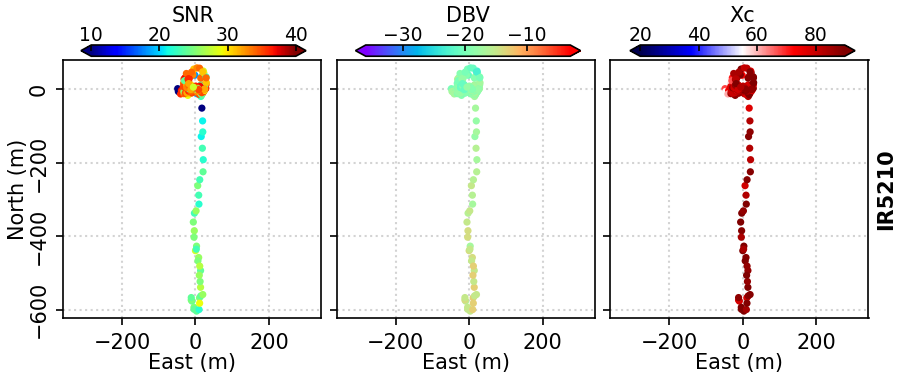 SNR DBV Xc
10 20 30 40 −30 −20 −10 20 40 60 80
0
−200
−400
−600
North (m)
IR5210
−200 0 200 −200 0 200 −200 0 200
East (m) East (m) East (m)